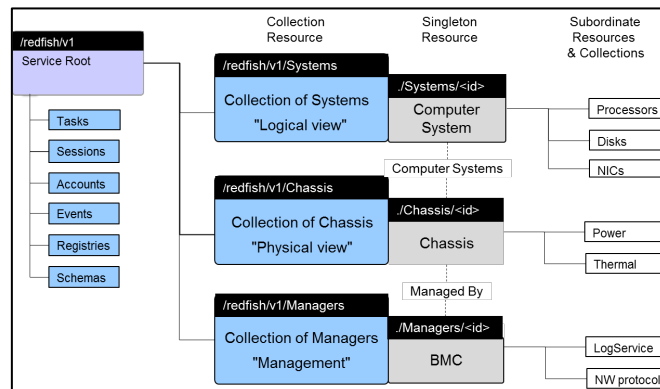 Collection
Resource
Singleton
Resource
Subordinate
Resources
& Collections
/redfish/v1
Service Root
Tasks
Sessions
Accounts
Events
Registries
Schemas
/redfish/v1/Systems
Collection of Systems
"Logical view"
./Systems/<id>
Computer
System
Processors
Disks
NICs
Computer Systems
/redfish/v1/Chassis
Collection of Chassis
"Physical view"
./Chassis/<id>
Chassis
Power
Thermal
Managed By
/redfish/v1/Managers
Collection of Managers
"Management"
./Managers/<id>
BMC
LogService
NW protocol